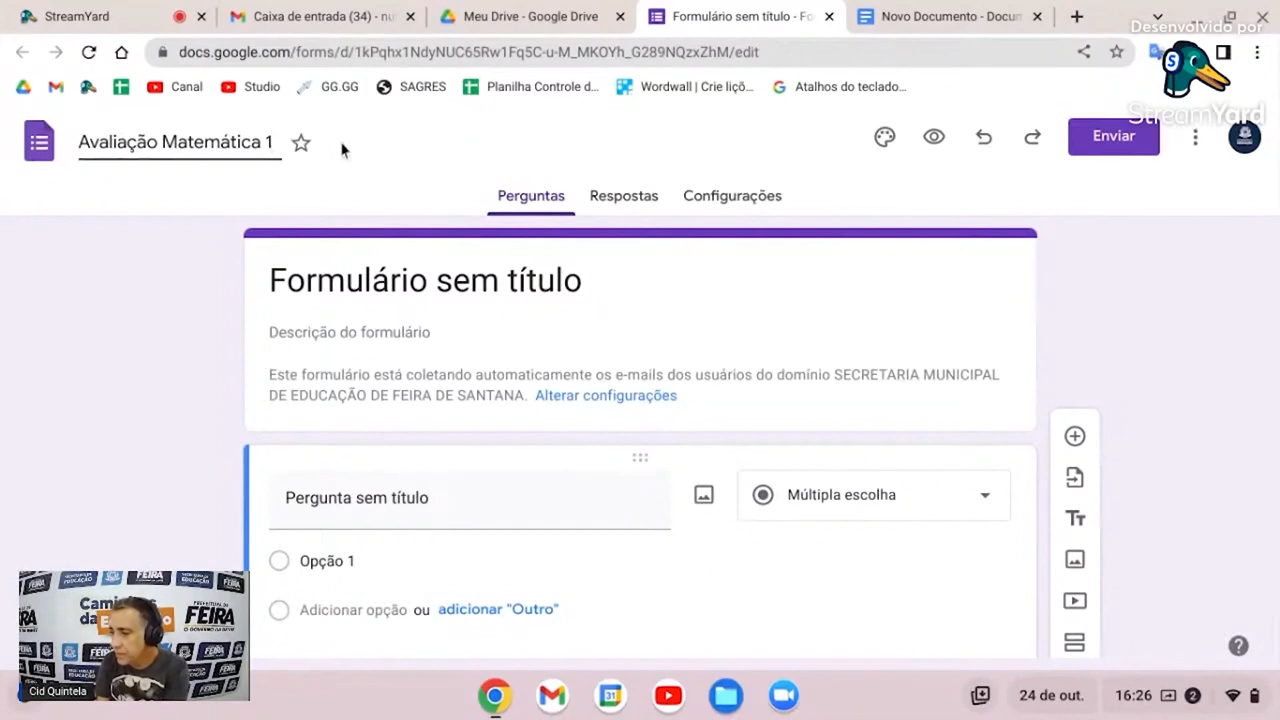 StreamYard
Caixa de entrada (34) - nu
Meu Drive - Google Drive
Formulário sem título - Fo
Novo Documento - Docum
Desenvolvido por
StreamYard
docs.google.com/forms/d/1kPqhx1NdyNUC65Rw1Fq5C-u-M_MKOYh_G289NQzxZhM/edit
Canal
Studio
GG.GG
SAGRES
Planilha Controle d...
Wordwall | Crie liçõ...
Atalhos do teclado...
Avaliação Matemática 1
Enviar
Perguntas
Respostas
Configurações
Formulário sem título
Descrição do formulário
Este formulário está coletando automaticamente os e-mails dos usuários do domínio SECRETARIA MUNICIPAL
DE EDUCAÇÃO DE FEIRA DE SANTANA. Alterar configurações
Pergunta sem título
Múltipla escolha
Opção 1
Adicionar opção ou adicionar "Outro"
FEIRA
Cid Quintela
24 de out.
16:26
2